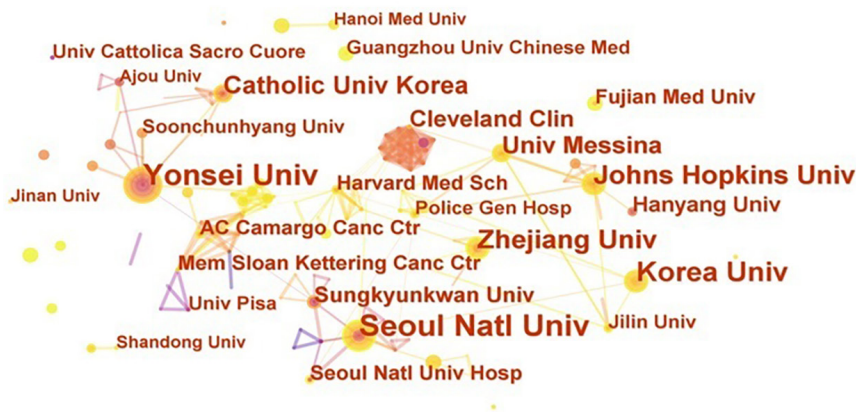 Hanoi Med Univ
Univ Cattolica Sacro Cuore
Guangzhou Univ Chinese Med
Ajou Univ
Catholic Univ Korea
Fujian Med Univ
Cleveland Clin
Soonchunhyang Univ
Univ Messina
Yonsei Univ
Harvard Med Sch
Johns Hopkins Univ
Jinan Univ
Police Gen Hosp
Hanyang Univ
AC Camargo Canc Ctr
Zhejiang Univ
Mem Sloan Kettering Canc Ctr
Korea Univ
Univ Pisa
Sungkyunkwan Univ
Seoul Natl Univ
Jilin Univ
Shandong Univ
Seoul Natl Univ Hosp